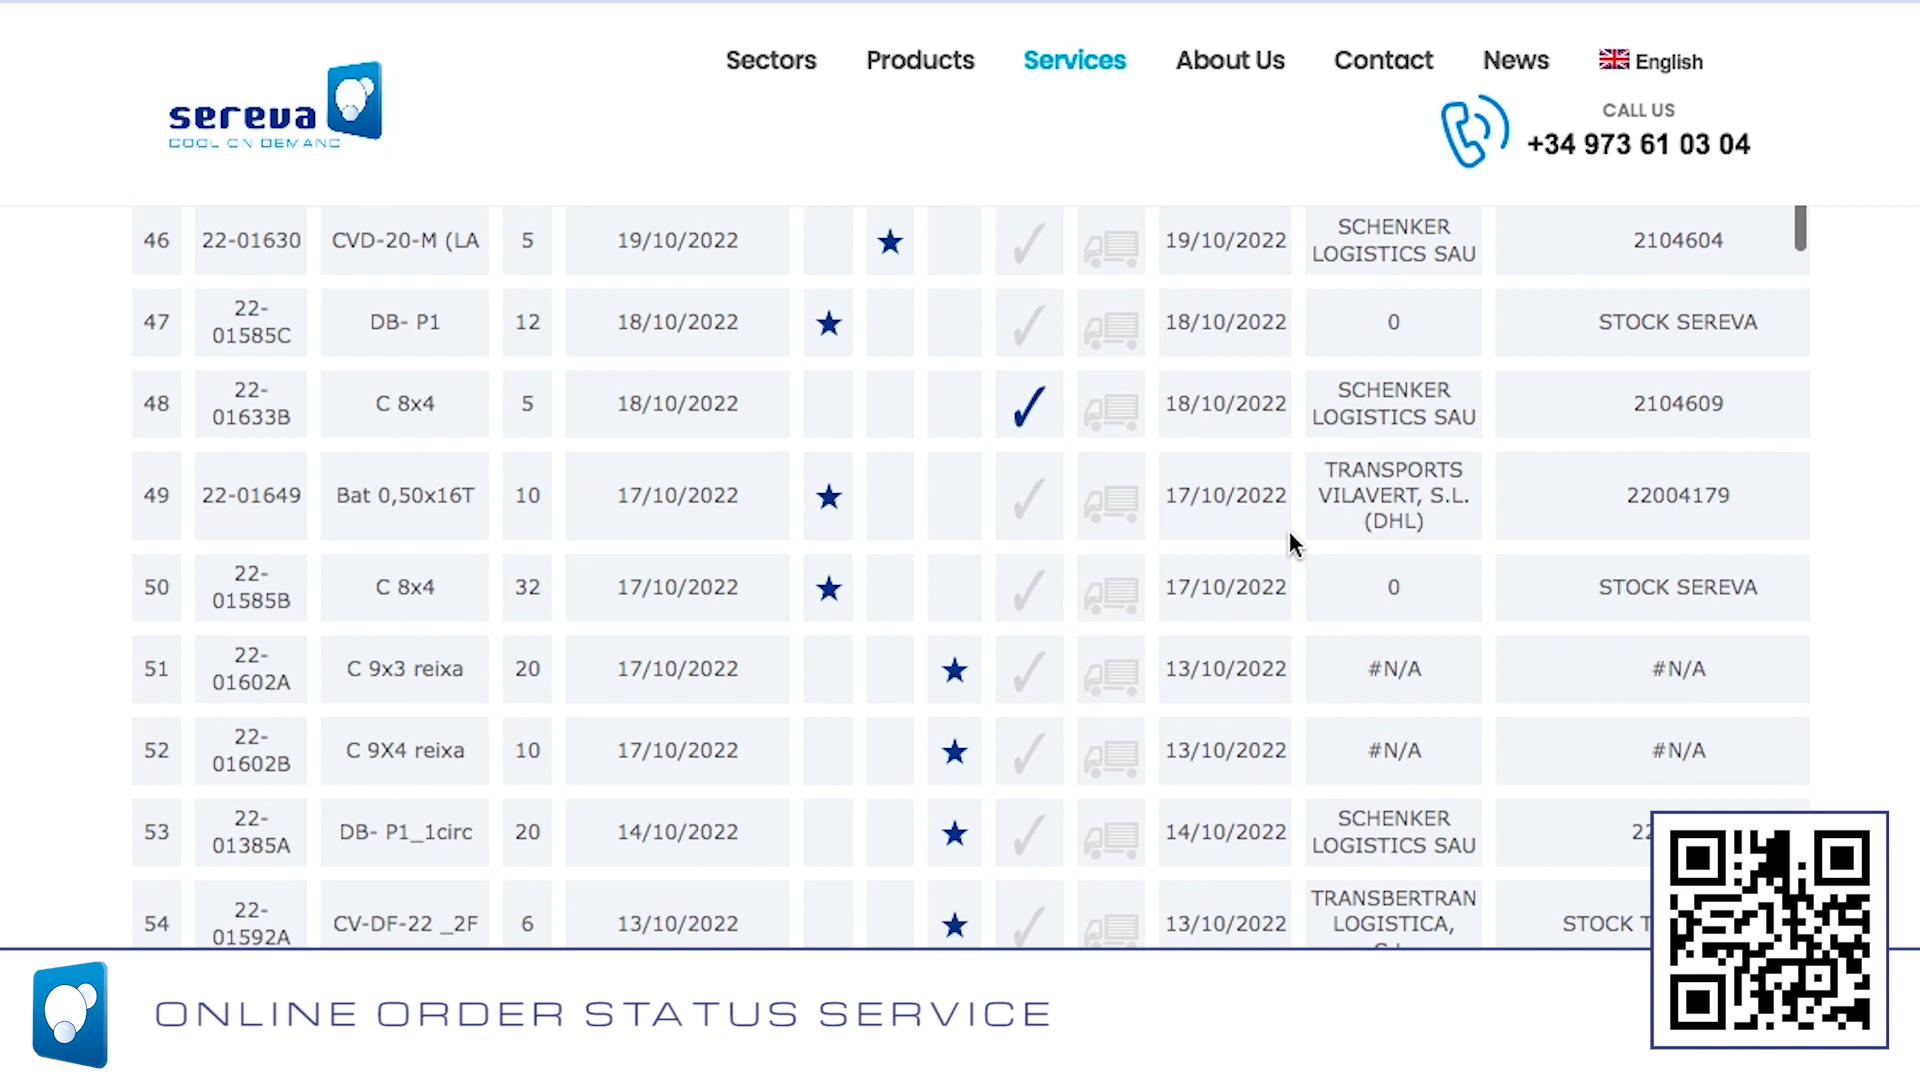 Sectors Products Services About Us Contact News English
sereva
COOL ON DEMAND
CALL US
+34 973 61 03 04
46 22-01630 CVD-20-M (LA 5 19/10/2022 19/10/2022 SCHENKER LOGISTICS SAU 2104604
47 22-01585C DB- P1 12 18/10/2022 18/10/2022 0 STOCK SEREVA
48 22-01633B C 8x4 5 18/10/2022 18/10/2022 SCHENKER LOGISTICS SAU 2104609
49 22-01649 Bat 0,50x16T 10 17/10/2022 17/10/2022 TRANSPORTS VILAVERT, S.L. (DHL) 22004179
50 22-01585B C 8x4 32 17/10/2022 17/10/2022 0 STOCK SEREVA
51 22-01602A C 9x3 reixa 20 17/10/2022 13/10/2022 #N/A #N/A
52 22-01602B C 9X4 reixa 10 17/10/2022 13/10/2022 #N/A #N/A
53 22-01385A DB- P1_1circ 20 14/10/2022 14/10/2022 SCHENKER LOGISTICS SAU
54 22-01592A CV-DF-22 _2F 6 13/10/2022 13/10/2022 TRANSBERTRAN LOGISTICA, STOCK
ONLINE ORDER STATUS SERVICE